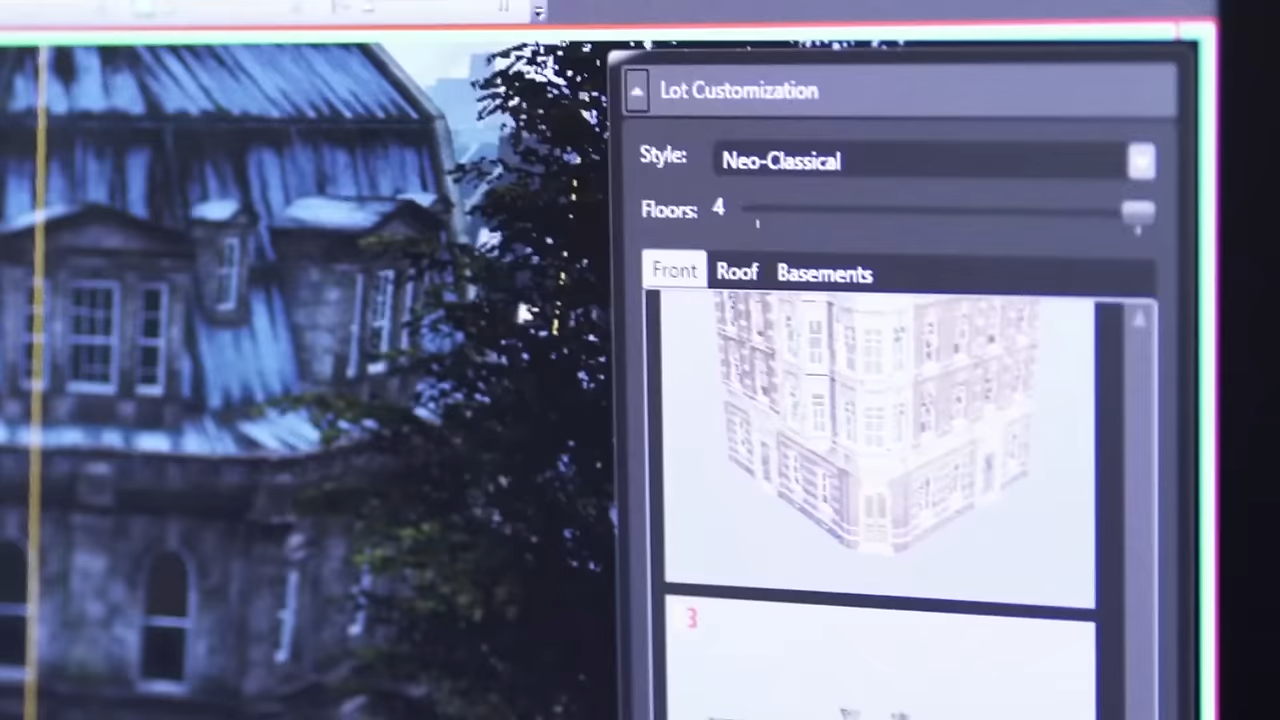 Lot Customization
Style: Neo-Classical
Floors: 4
Front Roof Basements
3